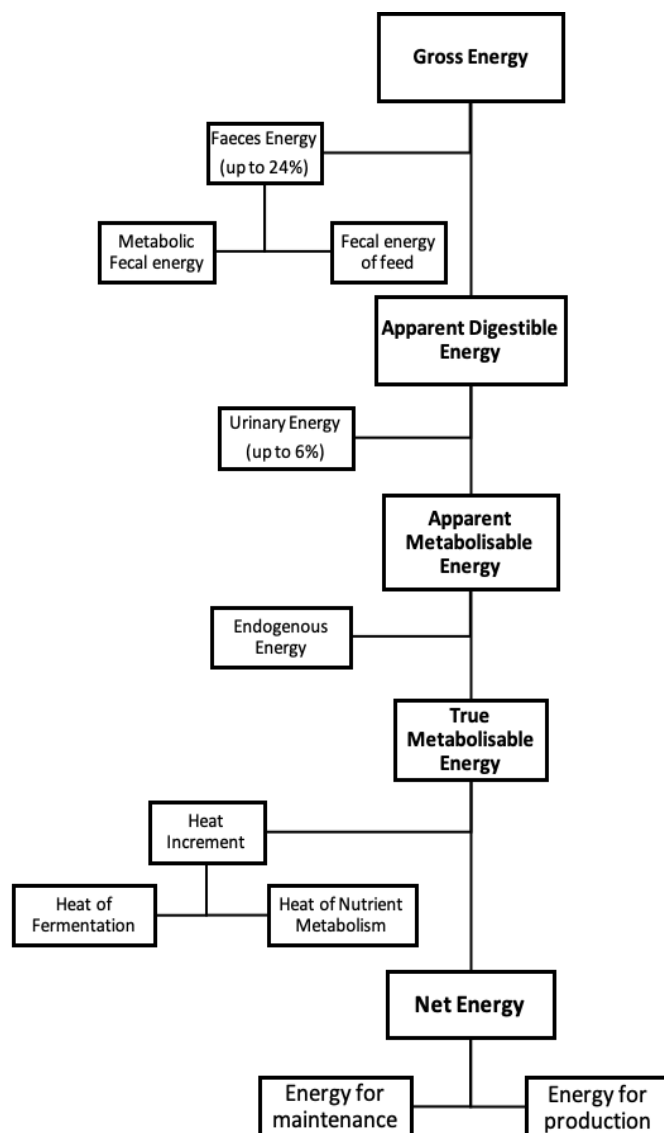 Gross Energy
Faeces Energy
(up to 24%)
Metabolic
Fecal energy
Fecal energy
of feed
Apparent Digestible
Energy
Urinary Energy
(up to 6%)
Apparent
Metabolisable
Energy
Endogenous
Energy
True
Metabolisable
Energy
Heat
Increment
Heat of
Fermentation
Heat of Nutrient
Metabolism
Net Energy
Energy for
maintenance
Energy for
production